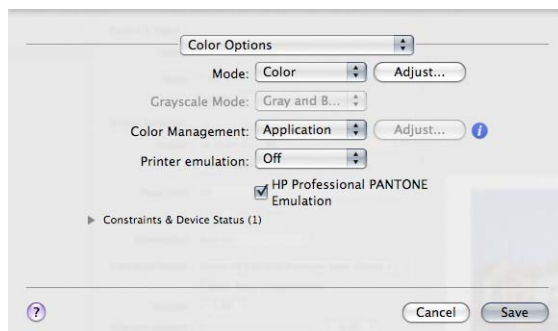 Color Options
Mode: Color Adjust...
Grayscale Mode: Gray and B...
Color Management: Application Adjust... i
Printer emulation: Off
HP Professional PANTONE
Emulation
Constraints & Device Status (1)
? Cancel Save